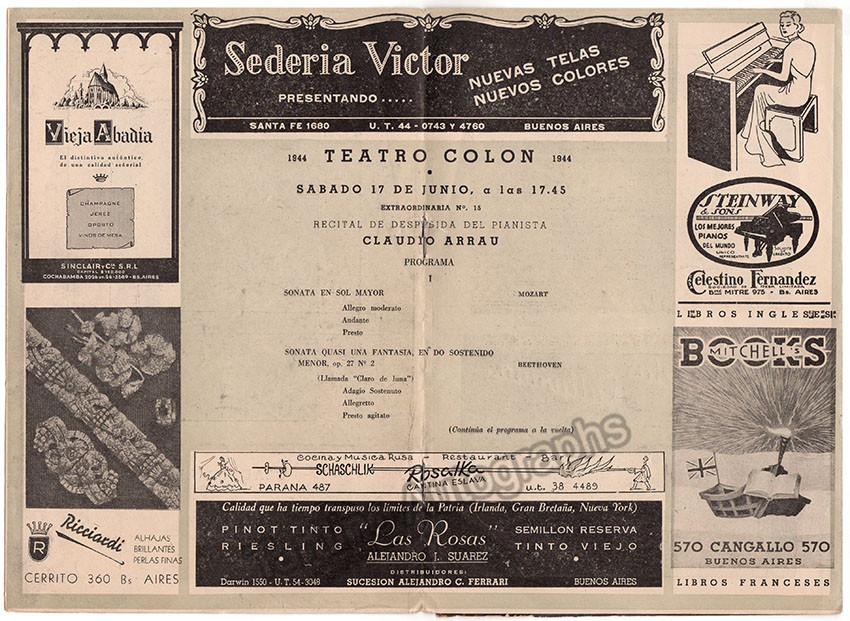 Vieja Abadia
El distintivo auténtico,
de una calidad señorial
CHAMPAGNE
JEREZ
OPORTO
VINOS DE MESA
SINCLAIR y Cía. S.R.L.
COCHABAMBA
BS. AIRES
Ricciardi
R
ALHAJAS
BRILLANTES
PERLAS FINAS
CERRITO 360 Bs AIRES
Sederia Victor
PRESENTANDO .....
NUEVAS TELAS
NUEVOS COLORES
SANTA FE 1680 U. T. 44 - 0743 Y 4760 BUENOS AIRES
1944 TEATRO COLON 1944
SABADO 17 DE JUNIO, a las 17.45
EXTRAORDINARIA Nº. 15
RECITAL DE DESPEDIDA DEL PIANISTA
CLAUDIO ARRAU
PROGRAMA
I
SONATA EN SOL MAYOR MOZART
Allegro moderato
Andante
Presto
SONATA QUASI UNA FANTASIA, EN DO SOSTENIDO
MENOR, op. 27 Nº 2 BEETHOVEN
(Llamada "Claro de luna")
Adagio Sostenuto
Allegretto
Presto agitato
(Continúa el programa a la vuelta)
Cocina y Musica Rusa Restaurant Bar
SCHASCHLIK Rosalka
CANTINA ESLAVA
PARANA 487 u.t. 38 4489
Calidad que ha tiempo transpuso los límites de la Patria (Irlanda, Gran Bretaña, Nueva York)
PINOT TINTO "Las Rosas" SEMILLON RESERVA
RIESLING ALEJANDRO J. SUAREZ TINTO VIEJO
DISTRIBUIDORES:
Darwin 1550 - U. T. 54-3048 SUCESION ALEJANDRO C. FERRARI BUENOS AIRES
STEINWAY
& SONS
LOS MEJORES
PIANOS
DEL MUNDO
UNICO
REPRESENTANTE
Celestino Fernandez
Bmé MITRE 975 - Bs. AIRES
LIBROS INGLESES
BOOKS
MITCHELL'S
570 CANGALLO 570
BUENOS AIRES
LIBROS FRANCESES